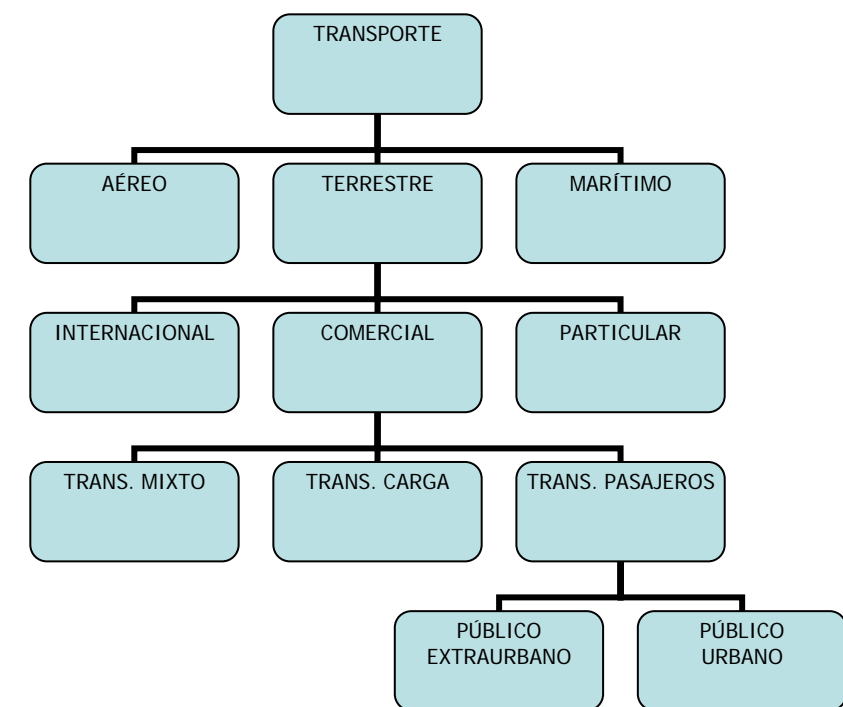 TRANSPORTE
AÉREO
TERRESTRE
MARÍTIMO
INTERNACIONAL
COMERCIAL
PARTICULAR
TRANS. MIXTO
TRANS. CARGA
TRANS. PASAJEROS
PÚBLICO
EXTRAURBANO
PÚBLICO
URBANO